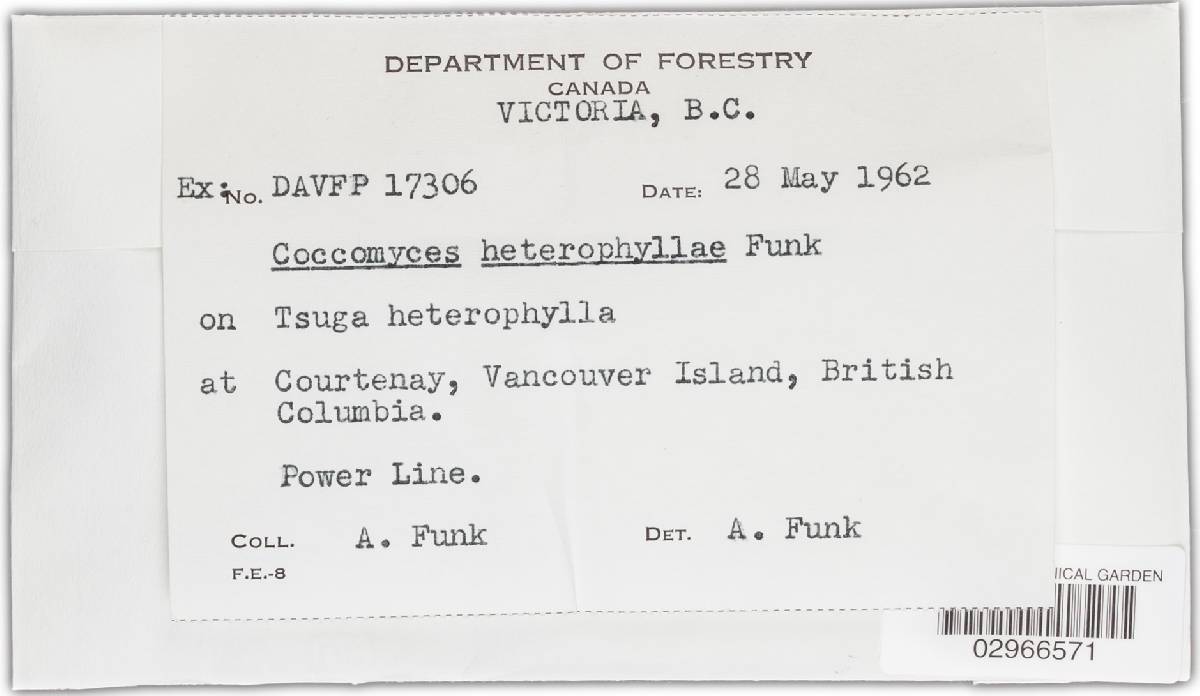 DEPARTMENT OF FORESTRY
CANADA
VICTORIA, B.C.
Ex: No. DAVFP 17306 DATE: 28 May 1962
Coccomyces heterophyllae Funk
on Tsuga heterophylla
at Courtenay, Vancouver Island, British
Columbia.
Power Line.
COLL. A. Funk DET. A. Funk
F.E.-8
GARDEN
02966571